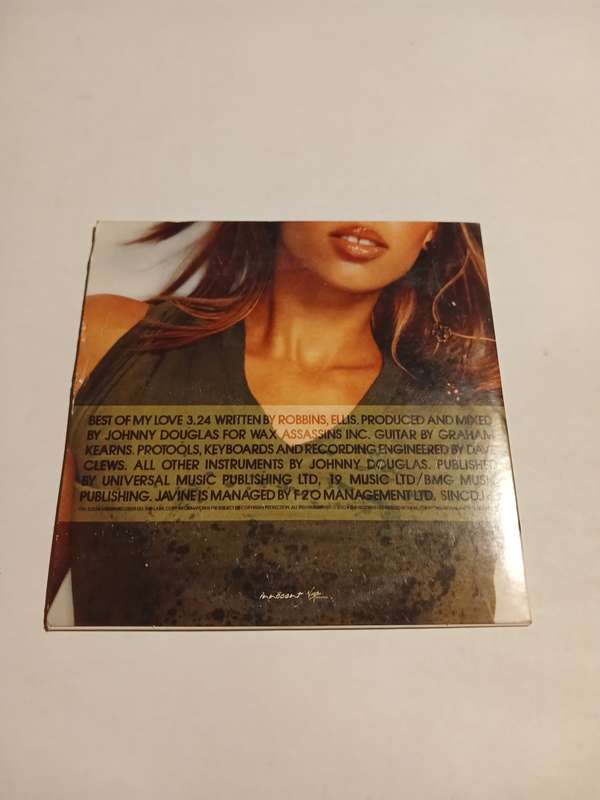 BEST OF MY LOVE 3.24 WRITTEN BY ROBBINS, ELLIS. PRODUCED AND MIXED
BY JOHNNY DOUGLAS FOR WAX ASSASSINS INC. GUITAR BY GRAHAM
KEARNS. PROTOOLS, KEYBOARDS AND RECORDING ENGINEERED BY DAVE
CLEWS. ALL OTHER INSTRUMENTS BY JOHNNY DOUGLAS. PUBLISHED
BY UNIVERSAL MUSIC PUBLISHING LTD, 19 MUSIC LTD/BMG MUSIC
PUBLISHING. JAVINE IS MANAGED BY F2O MANAGEMENT LTD.
innocent Virgin